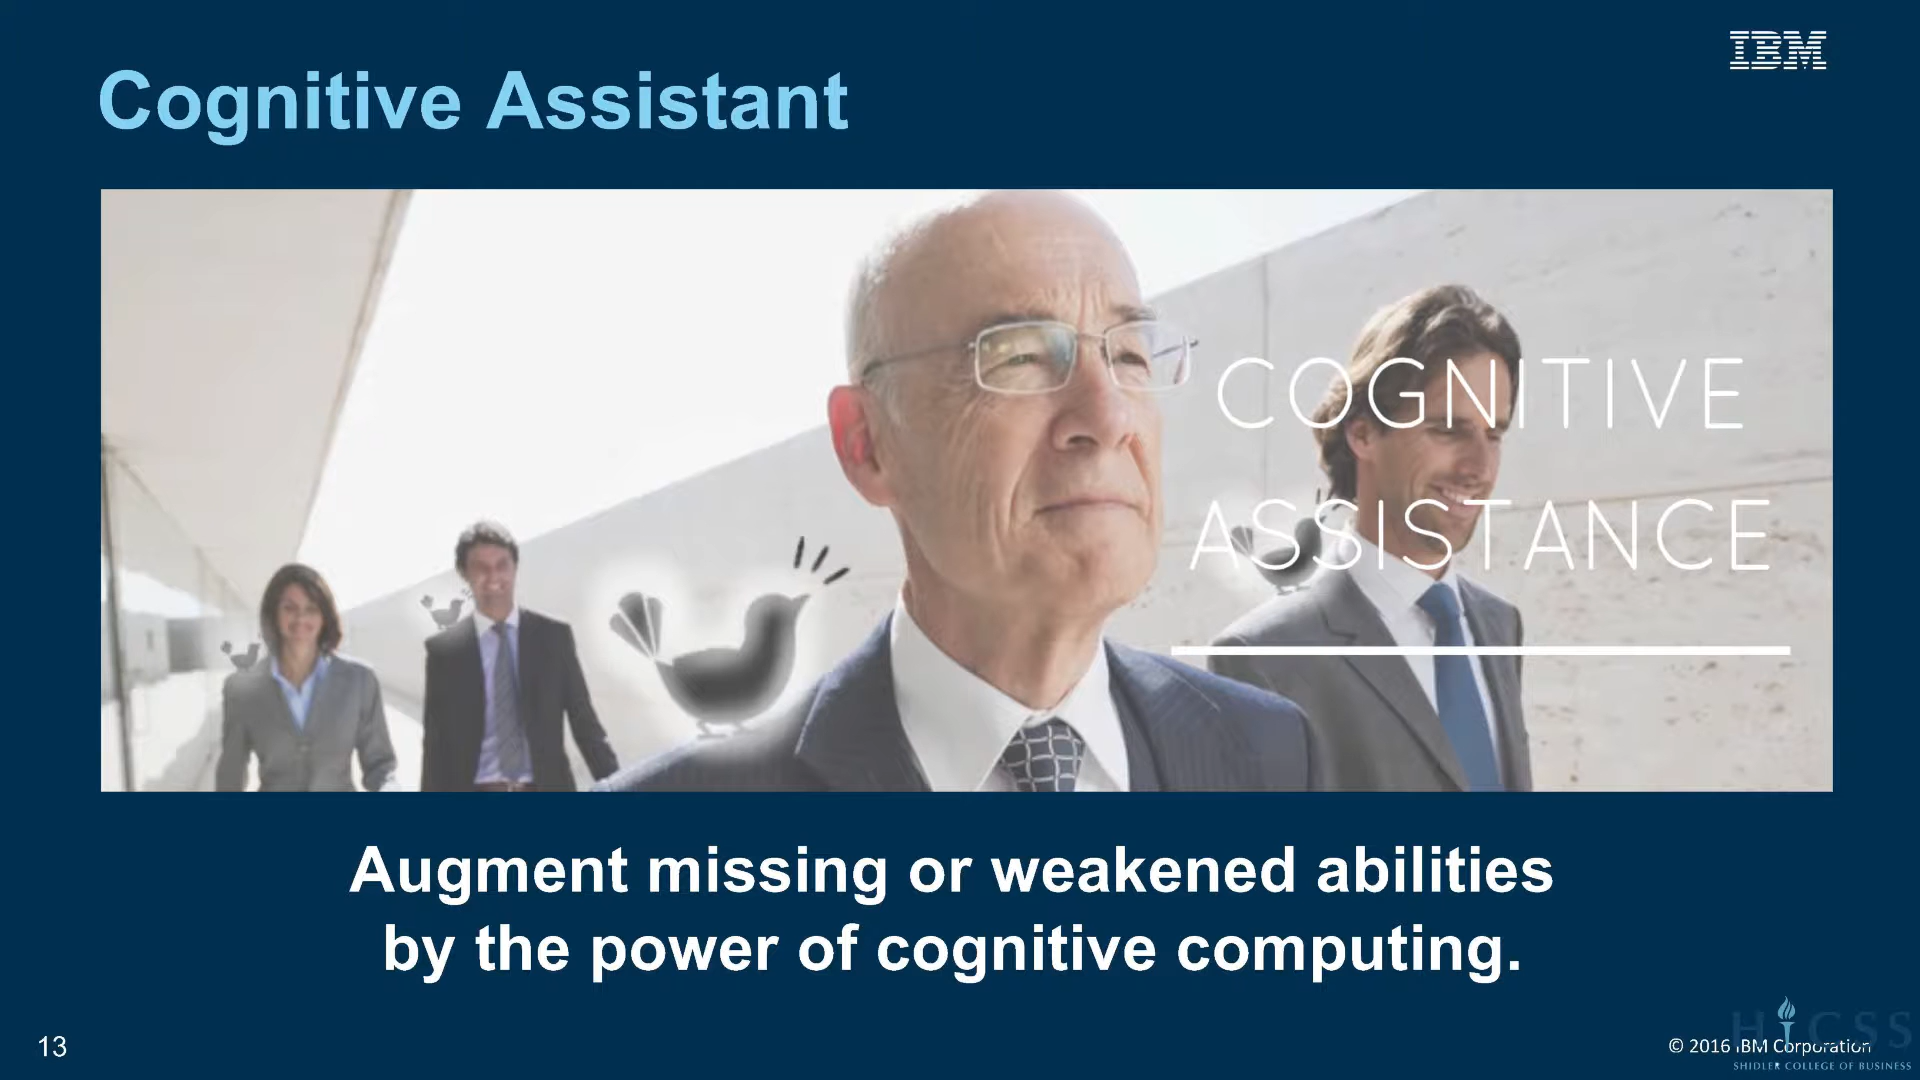 IBM
Cognitive Assistant
COGNITIVE
ASSISTANCE
Augment missing or weakened abilities
by the power of cognitive computing.
13
© 2016 IBM Corporation
HICSS
SHIDLER COLLEGE OF BUSINESS